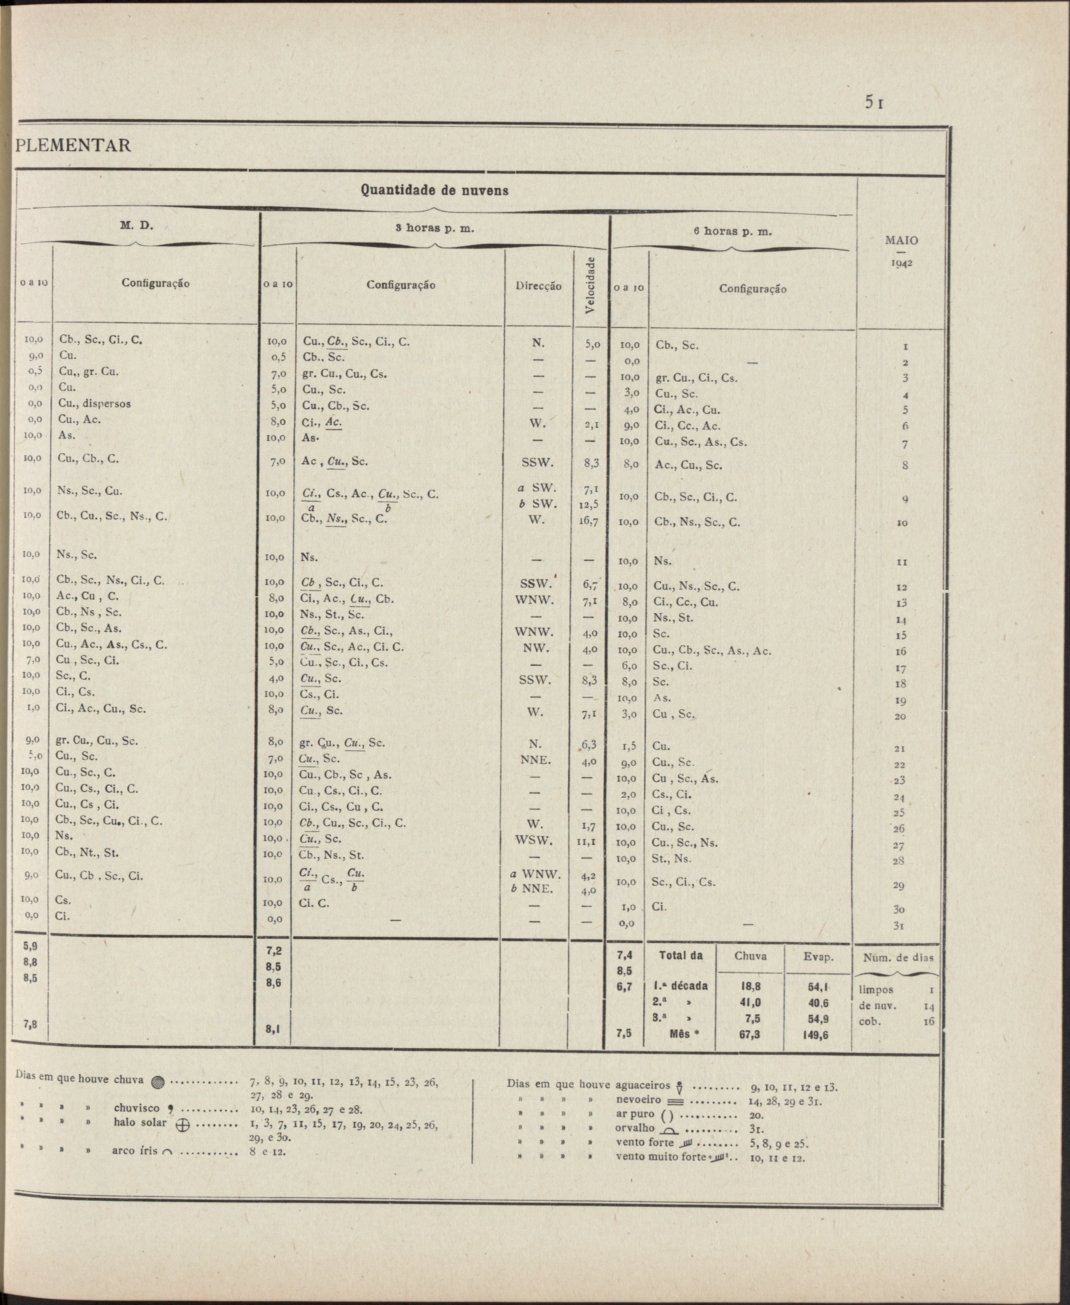 51
PLEMENTAR
Quantidade de nuvens
M. D. 3 horas p. m. 6 horas p. m. MAIO
—
1942
0 a 10 Configuração 0 a 10 Configuração Direcção Velocidade 0 a 10 Configuração
10,0 Cb., Sc., Ci., C. 10,0 Cu., Cb., Sc., Ci., C. N. 5,0 10,0 Cb., Sc. 1
9,0 Cu. 0,5 Cb., Sc. — — 0,0 — 2
0,5 Cu., gr. Cu. 7,0 gr. Cu., Cu., Cs. — — 10,0 gr. Cu., Ci., Cs. 3
0,0 Cu. 5,0 Cu., Sc. — — 3,0 Cu., Sc. 4
0,0 Cu., dispersos 5,0 Cu., Cb., Sc. — — 4,0 Ci., Ac., Cu. 5
0,0 Cu., Ac. 8,0 Ci., Ac. W. 2,1 9,0 Ci., Cc., Ac. 6
10,0 As. 10,0 As. — — 10,0 Cu., Sc., As., Cs. 7
10,0 Cu., Cb., C. 7,0 Ac , Cu., Sc. SSW. 8,3 8,0 Ac., Cu., Sc. 8
10,0 Ns., Sc., Cu. 10,0 Ci., Cs., Ac., Cu., Sc., C. a SW. 7,1 10,0 Cb., Sc., Ci., C. 9
a b b SW. 12,5
10,0 Cb., Cu., Sc., Ns., C. 10,0 Cb., Ns., Sc., C. W. 16,7 10,0 Cb., Ns., Sc., C. 10
10,0 Ns., Sc. 10,0 Ns. — — 10,0 Ns. 11
10,0 Cb., Sc., Ns., Ci., C. 10,0 Cb , Sc., Ci., C. SSW. 6,7 10,0 Cu., Ns., Sc., C. 12
10,0 Ac., Cu , C. 8,0 Ci., Ac., Cu., Cb. WNW. 7,1 8,0 Ci., Cc., Cu. 13
10,0 Cb., Ns , Sc. 10,0 Ns., St., Sc. — — 10,0 Ns., St. 14
10,0 Cb., Sc., As. 10,0 Cb., Sc., As., Ci., WNW. 4,0 10,0 Sc. 15
10,0 Cu., Ac., As., Cs., C. 10,0 Cu., Sc., Ac., Ci. C. NW. 4,0 10,0 Cu., Cb., Sc., As., Ac. 16
7,0 Cu , Sc., Ci. 5,0 Cu., Sc., Ci., Cs. — — 6,0 Sc., Ci. 17
10,0 Sc., C. 4,0 Cu., Sc. SSW. 8,3 8,0 Sc. 18
10,0 Ci., Cs. 10,0 Cs., Ci. — — 10,0 As. 19
1,0 Ci., Ac., Cu., Sc. 8,0 Cu., Sc. W. 7,1 3,0 Cu , Sc. 20
9,0 gr. Cu., Cu., Sc. 8,0 gr. Cu., Cu., Sc. N. 6,3 1,5 Cu. 21
5,0 Cu., Sc. 7,0 Cu., Sc. NNE. 4,0 9,0 Cu., Sc. 22
10,0 Cu., Sc., C. 10,0 Cu., Cb., Sc , As. — — 10,0 Cu , Sc., As. 23
10,0 Cu., Cs., Ci., C. 10,0 Cu., Cs., Ci., C. — — 2,0 Cs., Ci. 24
10,0 Cu., Cs , Ci. 10,0 Ci., Cs., Cu , C. — — 10,0 Ci , Cs. 25
10,0 Cb., Sc., Cu., Ci., C. 10,0 Cb., Cu., Sc., Ci., C. W. 1,7 10,0 Cu., Sc. 26
10,0 Ns. 10,0 Cu., Sc. WSW. 11,1 10,0 Cu., Sc., Ns. 27
10,0 Cb., Nt., St. 10,0 Cb., Ns., St. — — 10,0 St., Ns. 28
9,0 Cu., Cb , Sc., Ci. 10,0 Ci., Cs., Cu. a WNW. 4,2 10,0 Sc., Ci., Cs. 29
a b b NNE. 4,0
10,0 Cs. 10,0 Ci. C. — — 1,0 Ci. 30
0,0 Ci. 0,0 — — — 0,0 — 31
5,9 7,2 7,4 Total da Chuva Evap. Núm. de dias
8,8 8,5 8,5
8,5 8,6 6,7 1.ª década 18,8 54,1 limpos 1
2.ª » 41,0 40,6 de nuv. 14
3.ª » 7,5 54,9 cob. 16
7,8 8,1 7,5 Mês * 67,3 149,6
Dias em que houve chuva ............ 7, 8, 9, 10, 11, 12, 13, 14, 15, 23, 26,
27, 28 e 29.
» » » » chuvisco ........... 10, 14, 23, 26, 27 e 28.
» » » » halo solar ........ 1, 3, 7, 11, 15, 17, 19, 20, 24, 25, 26,
29, e 30.
» » » » arco íris ........... 8 e 12.
Dias em que houve aguaceiros ......... 9, 10, 11, 12 e 13.
» » » » nevoeiro ......... 14, 28, 29 e 31.
» » » » ar puro ( ) ........... 20.
» » » » orvalho .......... 31.
» » » » vento forte ........ 5, 8, 9 e 25.
» » » » vento muito forte .. 10, 11 e 12.